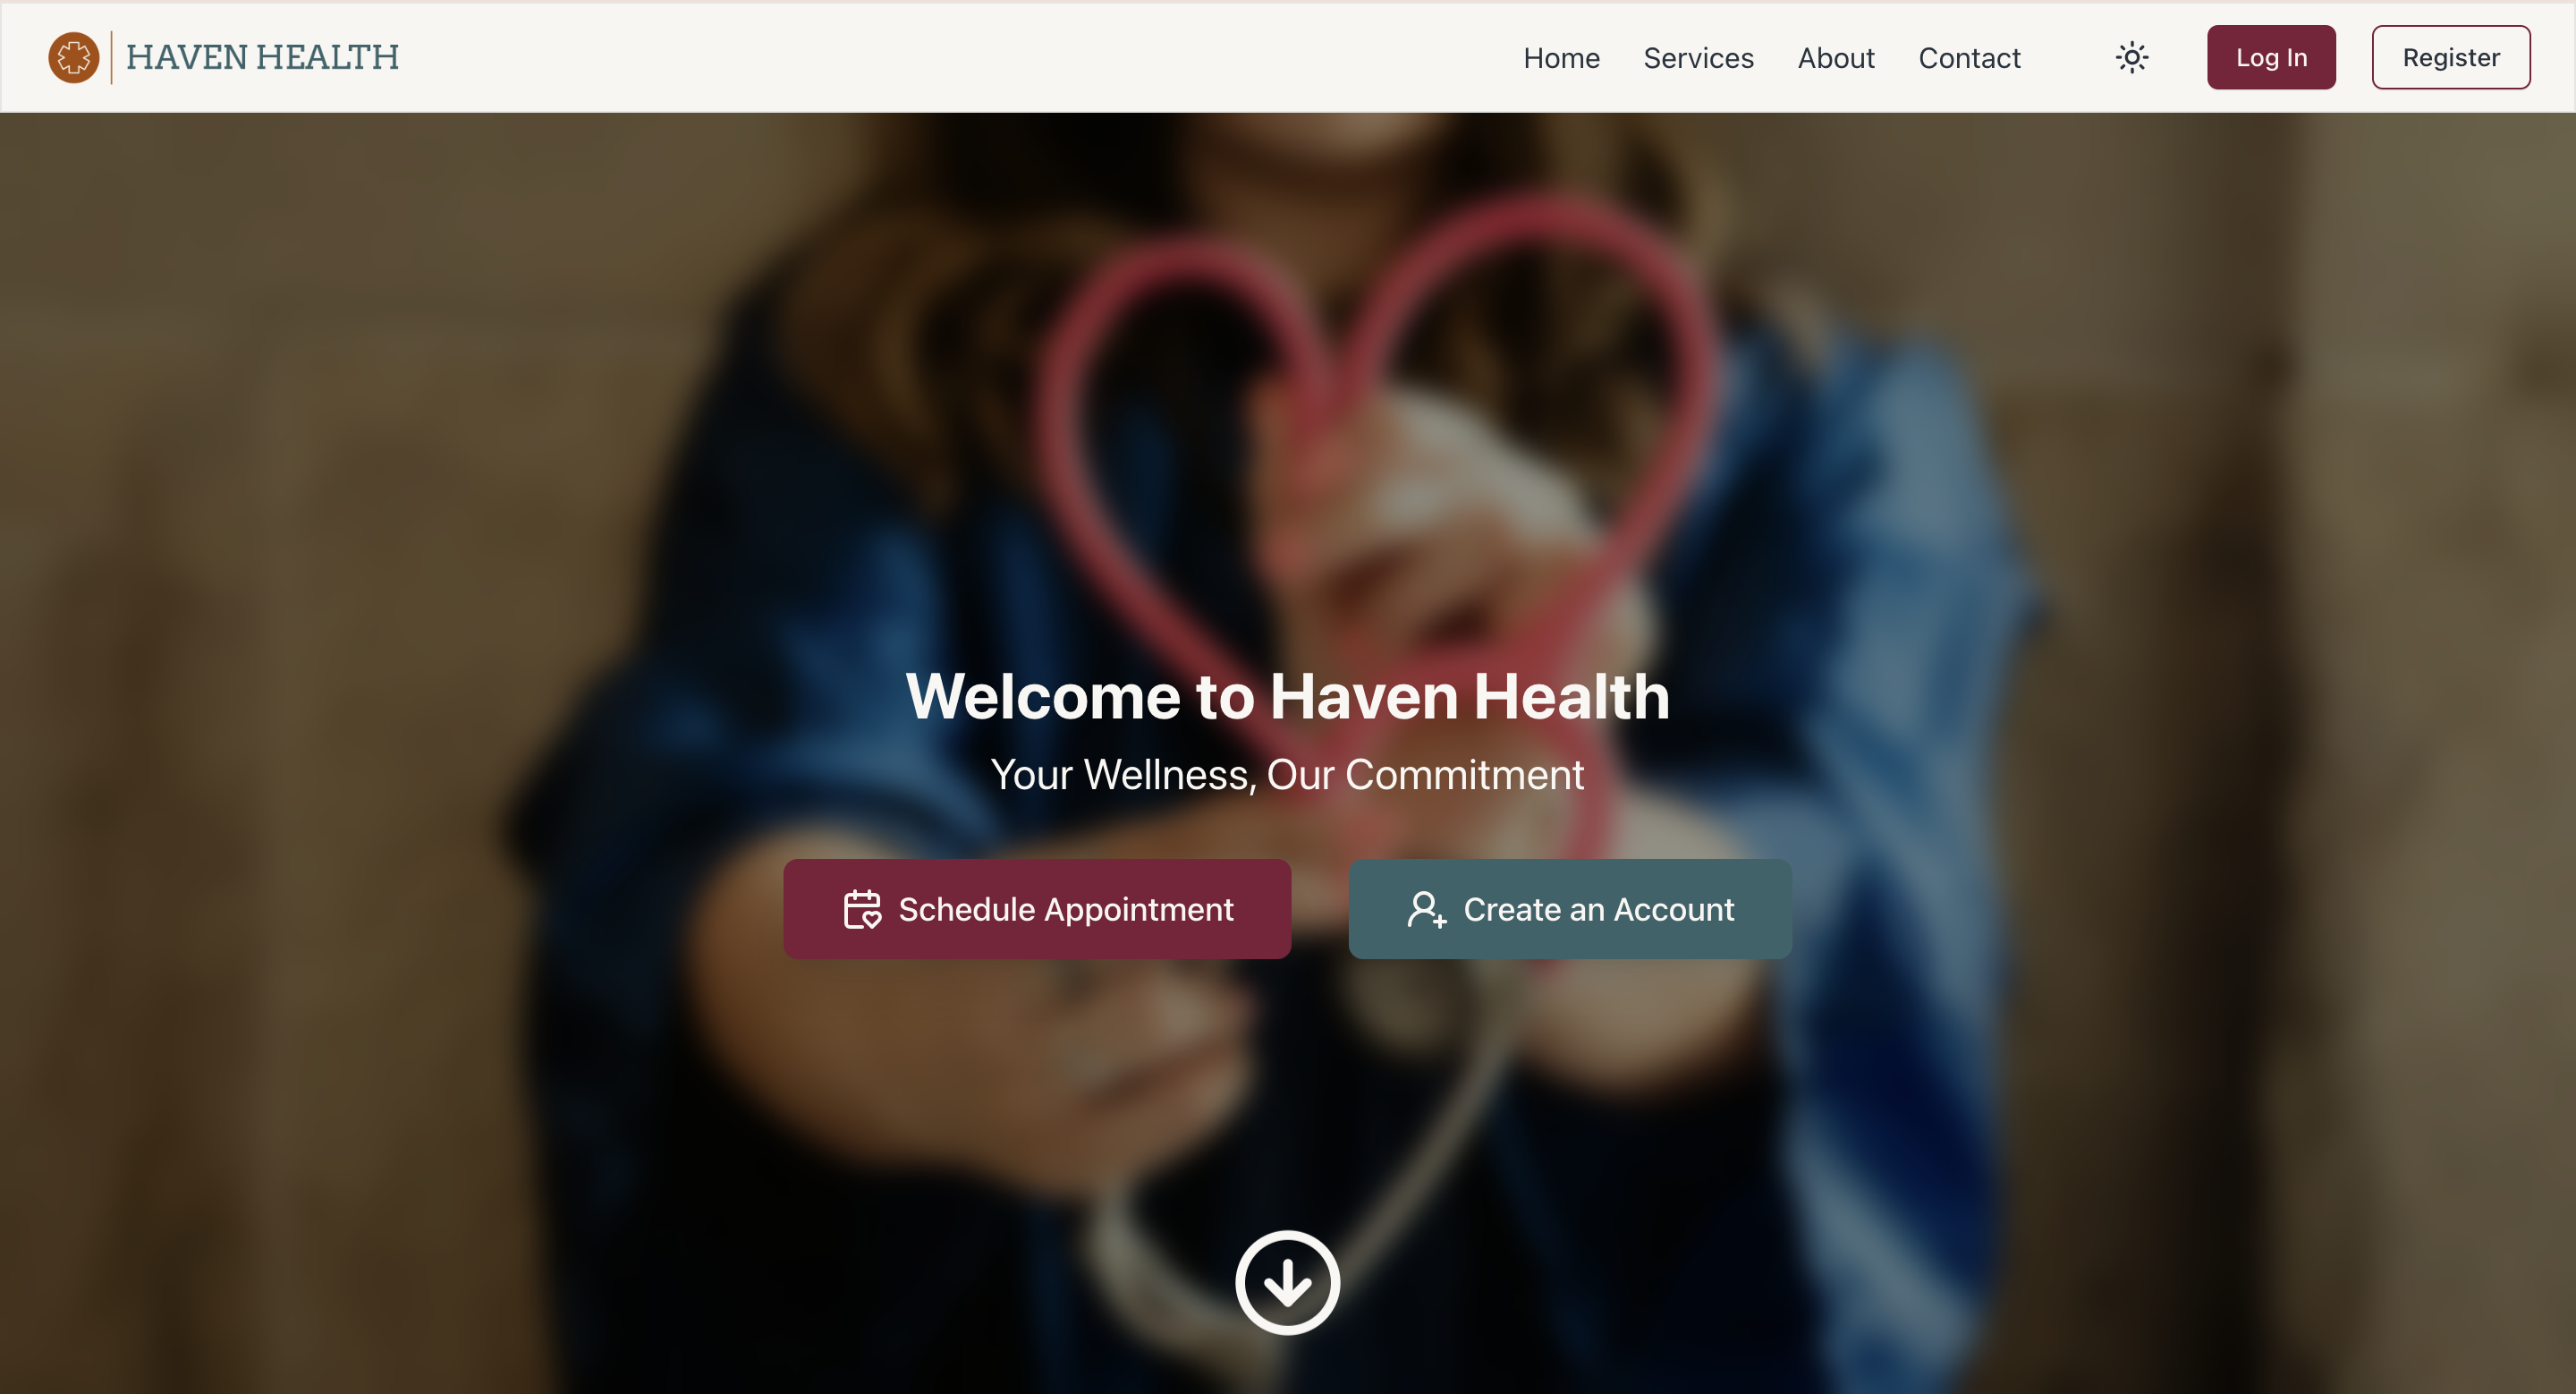 HAVEN HEALTH
Home Services About Contact Log In Register
Welcome to Haven Health
Your Wellness, Our Commitment
Schedule Appointment Create an Account